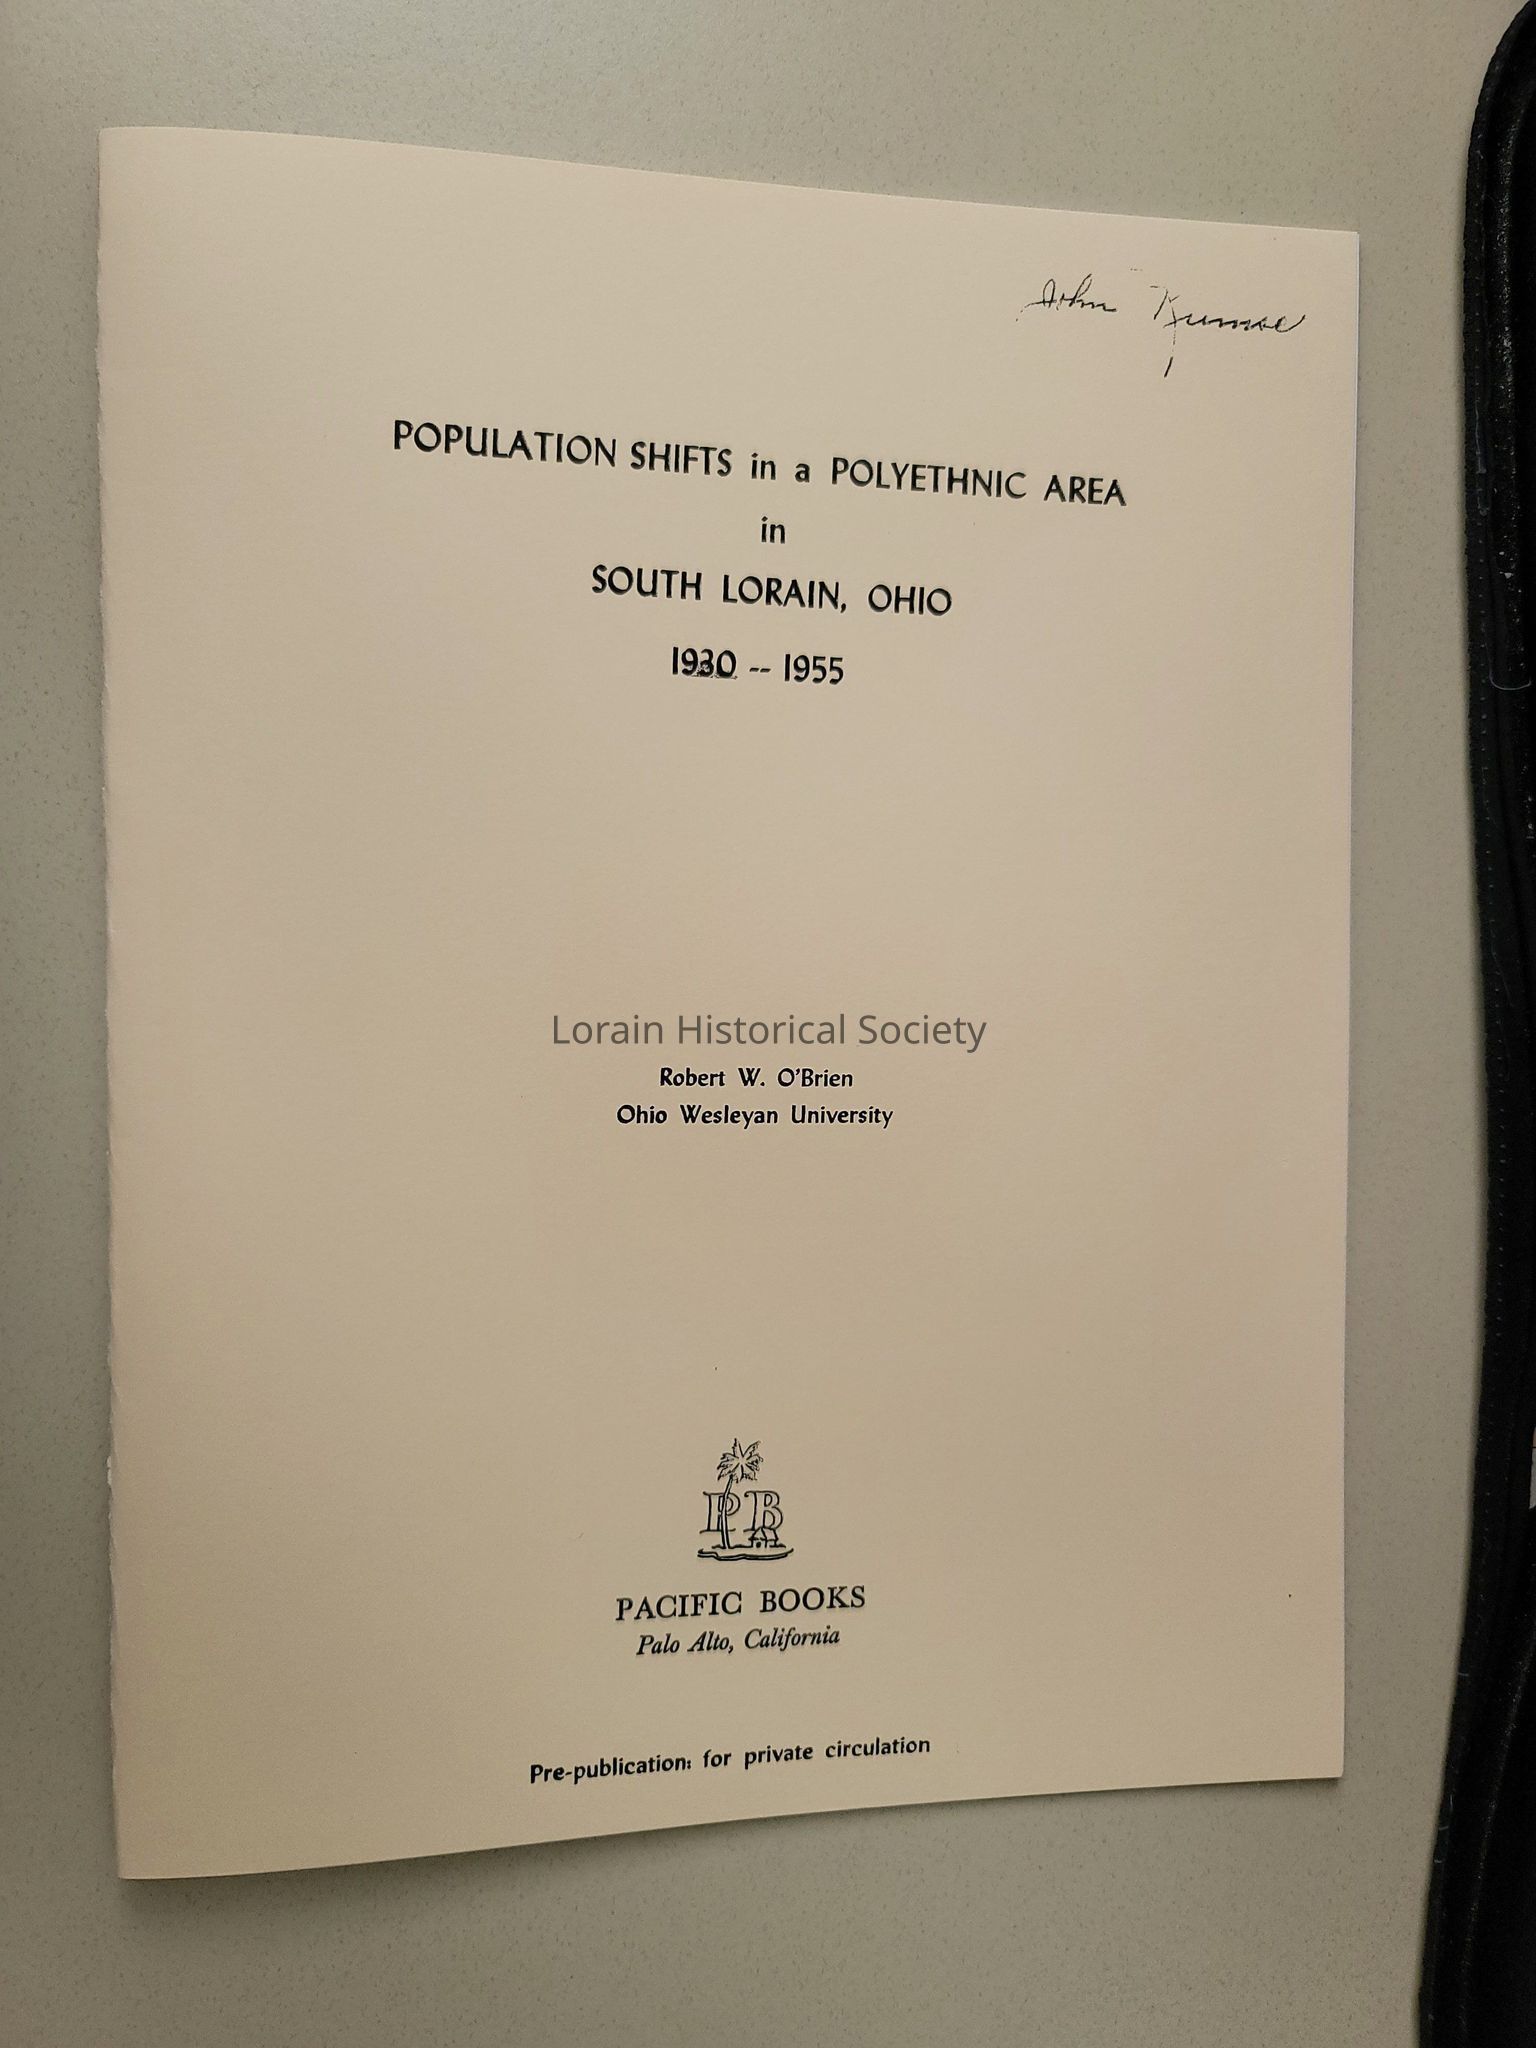 John
POPULATION SHIFTS in a POLYETHNIC AREA
in
SOUTH LORAIN, OHIO
1930 -- 1955
Lorain Historical Society
Robert W. O'Brien
Ohio Wesleyan University
PB
PACIFIC BOOKS
Palo Alto, California
Pre-publication: for private circulation